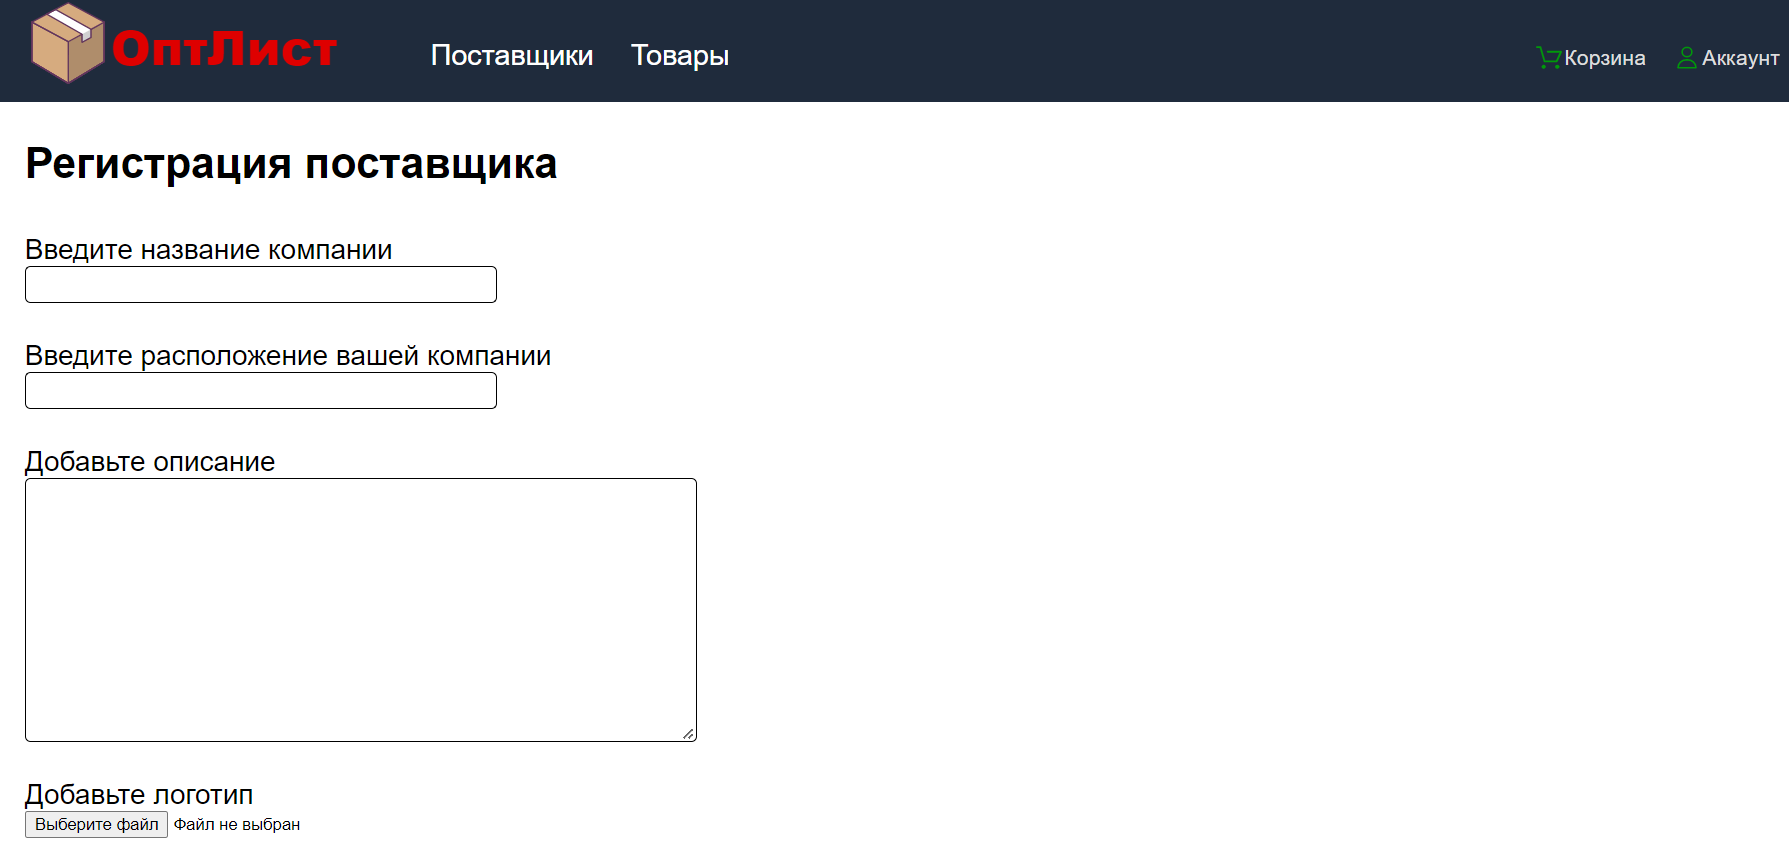 ОптЛист
Поставщики Товары
Корзина Аккаунт
Регистрация поставщика
Введите название компании
Введите расположение вашей компании
Добавьте описание
Добавьте логотип
Выберите файл Файл не выбран